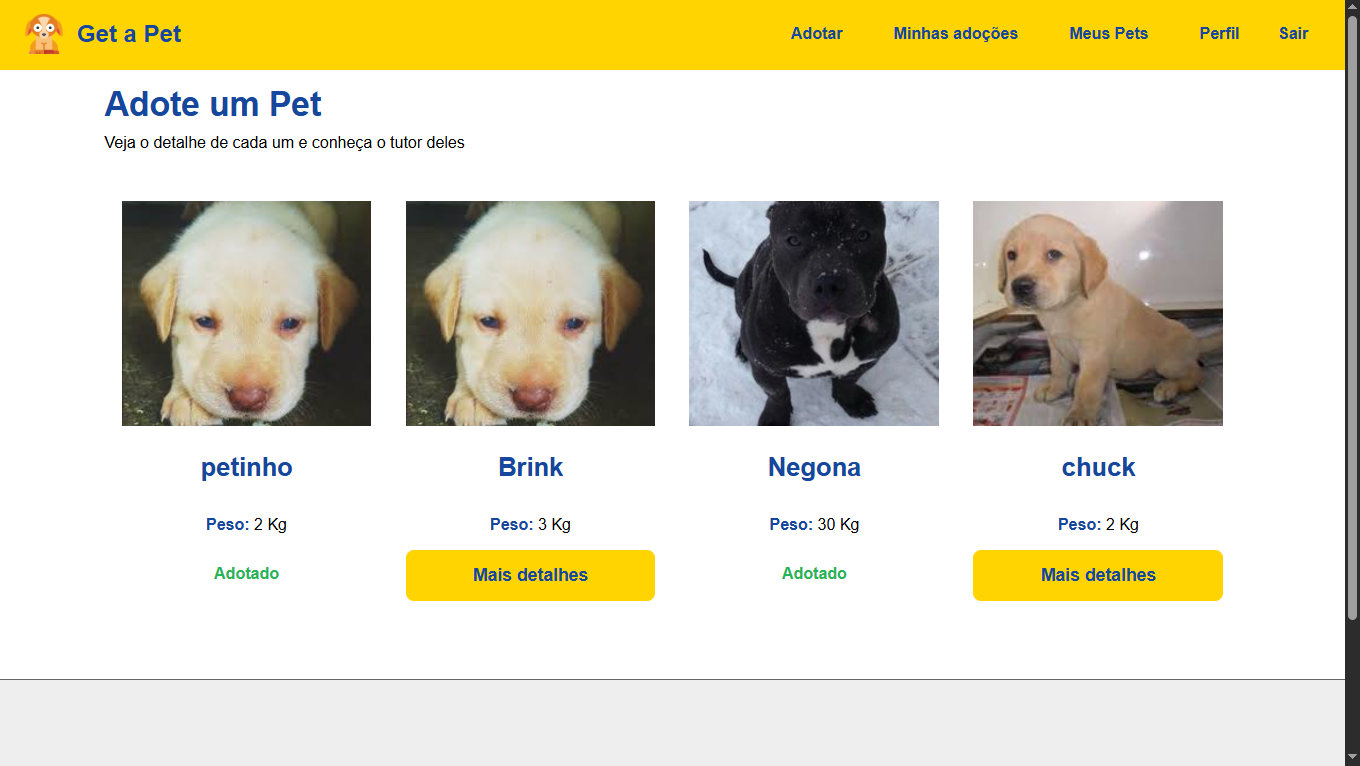 Get a Pet
Adotar Minhas adoções Meus Pets Perfil Sair
Adote um Pet
Veja o detalhe de cada um e conheça o tutor deles
petinho
Peso: 2 Kg
Adotado
Brink
Peso: 3 Kg
Mais detalhes
Negona
Peso: 30 Kg
Adotado
chuck
Peso: 2 Kg
Mais detalhes